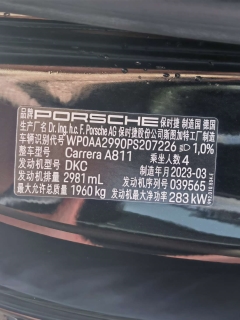 品牌 PORSCHE 保时捷 制造国 德国
生产厂名 Dr. Ing. h.c. F. Porsche AG 保时捷股份公司斯图加特工厂制造
车辆识别代号 WP0AA2990PS207226 1,0%
整车型号 Carrera A811 乘坐人数 4
发动机型号 DKC 制造年月 2023-03
发动机排量 2981 mL 发动机号 039565
最大允许总质量 1960 kg 发动机最大净功率 283 kW